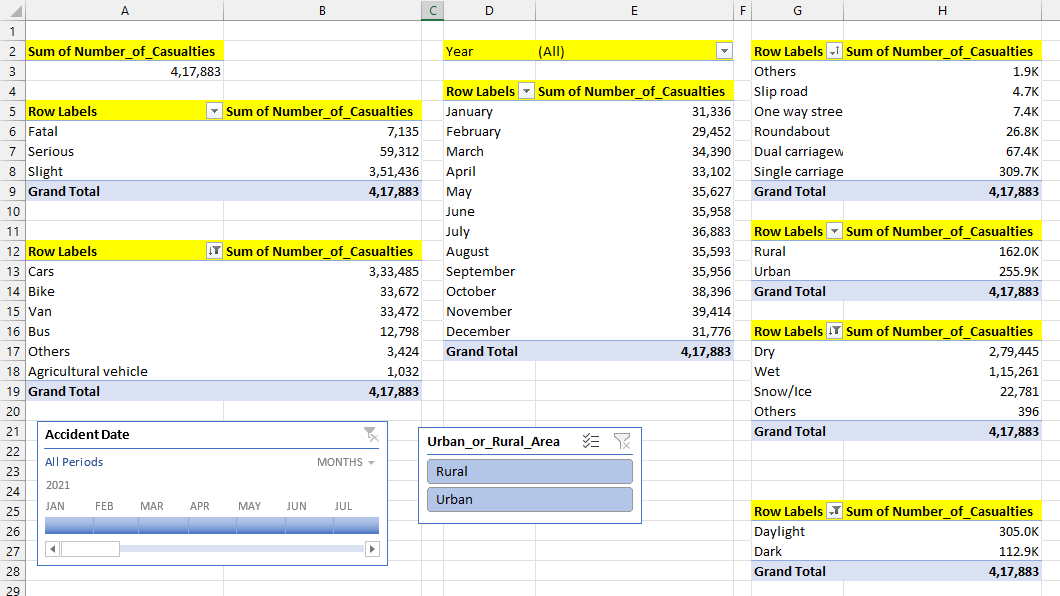 A B C D E F G H
1
2 Sum of Number_of_Casualties Year (All) Row Labels Sum of Number_of_Casualties
3 4,17,883 Others 1.9K
4 Row Labels Sum of Number_of_Casualties Slip road 4.7K
5 Row Labels Sum of Number_of_Casualties January 31,336 One way stree 7.4K
6 Fatal 7,135 February 29,452 Roundabout 26.8K
7 Serious 59,312 March 34,390 Dual carriagew 67.4K
8 Slight 3,51,436 April 33,102 Single carriage 309.7K
9 Grand Total 4,17,883 May 35,627 Grand Total 4,17,883
10 June 35,958
11 July 36,883 Row Labels Sum of Number_of_Casualties
12 Row Labels Sum of Number_of_Casualties August 35,593 Rural 162.0K
13 Cars 3,33,485 September 35,956 Urban 255.9K
14 Bike 33,672 October 38,396 Grand Total 4,17,883
15 Van 33,472 November 39,414
16 Bus 12,798 December 31,776 Row Labels Sum of Number_of_Casualties
17 Others 3,424 Grand Total 4,17,883 Dry 2,79,445
18 Agricultural vehicle 1,032 Wet 1,15,261
19 Grand Total 4,17,883 Snow/Ice 22,781
20 Others 396
21 Accident Date Urban_or_Rural_Area Grand Total 4,17,883
22 All Periods MONTHS
23 2021 Rural
24 Urban
25 JAN FEB MAR APR MAY JUN JUL Row Labels Sum of Number_of_Casualties
26 Daylight 305.0K
27 Dark 112.9K
28 Grand Total 4,17,883
29